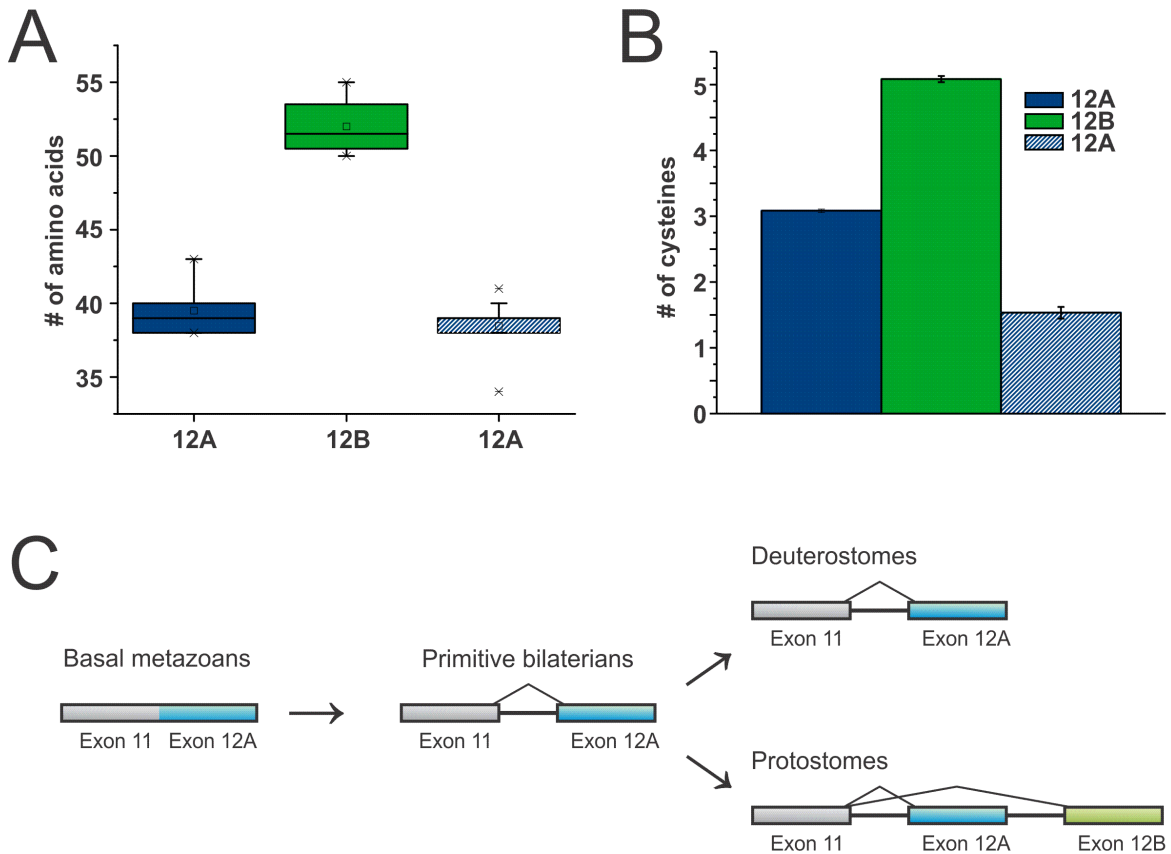 A
# of amino acids
55
50
45
40
35
12A
12B
12A
B
# of cysteines
5
4
3
2
1
0
12A
12B
12A
C
Basal metazoans
Exon 11
Exon 12A
Primitive bilaterians
Exon 11
Exon 12A
Deuterostomes
Exon 11
Exon 12A
Protostomes
Exon 11
Exon 12A
Exon 12B